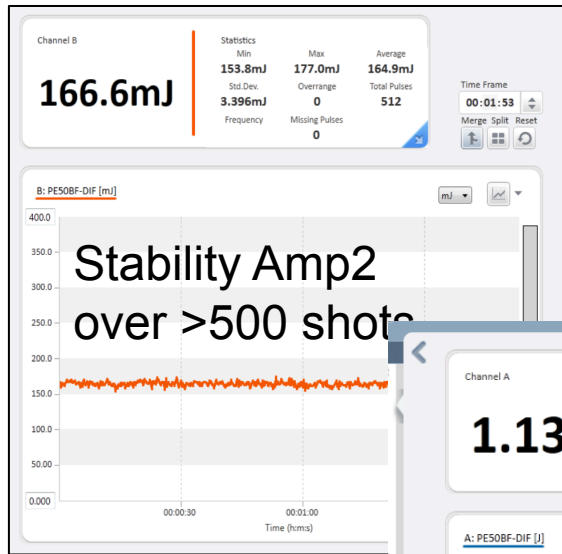 Channel B
166.6mJ
Statistics
Min Max Average
153.8mJ 177.0mJ 164.9mJ
Std.Dev. Overrange Total Pulses
3.396mJ 0 512
Frequency Missing Pulses
0
Time Frame
00:01:53
Merge Split Reset
B: PE50BF-DIF [mJ]
mJ
400.0
350.0
300.0
250.0
200.0
150.0
100.0
50.00
0.000
Stability Amp2
over >500 shots
00:00:30 00:01:00
Time (h:m:s)
Channel A
1.13
A: PE50BF-DIF [J]